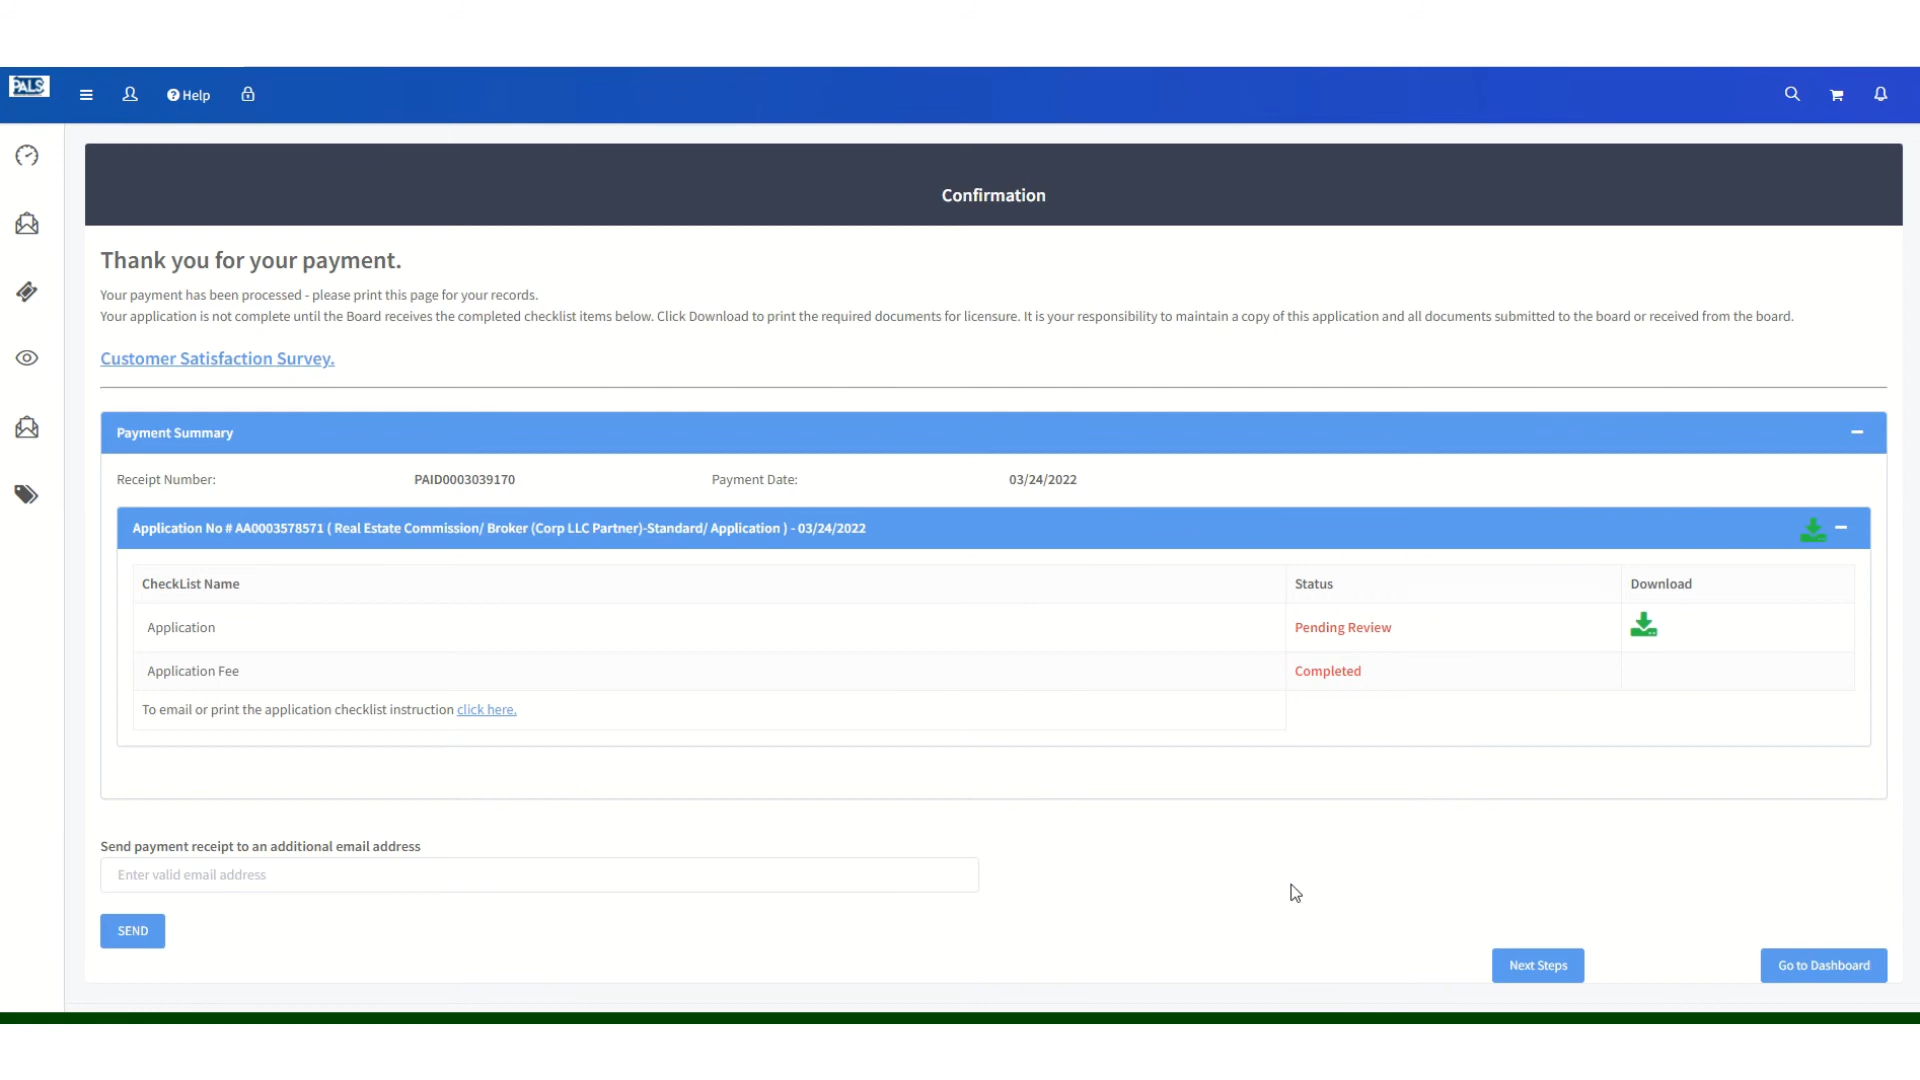 PALS
Help
Confirmation
Thank you for your payment.
Your payment has been processed - please print this page for your records.
Your application is not complete until the Board receives the completed checklist items below. Click Download to print the required documents for licensure. It is your responsibility to maintain a copy of this application and all documents submitted to the board or received from the board.
Customer Satisfaction Survey.
Payment Summary
Receipt Number: PAID0003039170 Payment Date: 03/24/2022
Application No # AA0003578571 ( Real Estate Commission/ Broker (Corp LLC Partner)-Standard/ Application ) - 03/24/2022
CheckList Name Status Download
Application Pending Review
Application Fee Completed
To email or print the application checklist instruction click here.
Send payment receipt to an additional email address
Enter valid email address
SEND
Next Steps Go to Dashboard